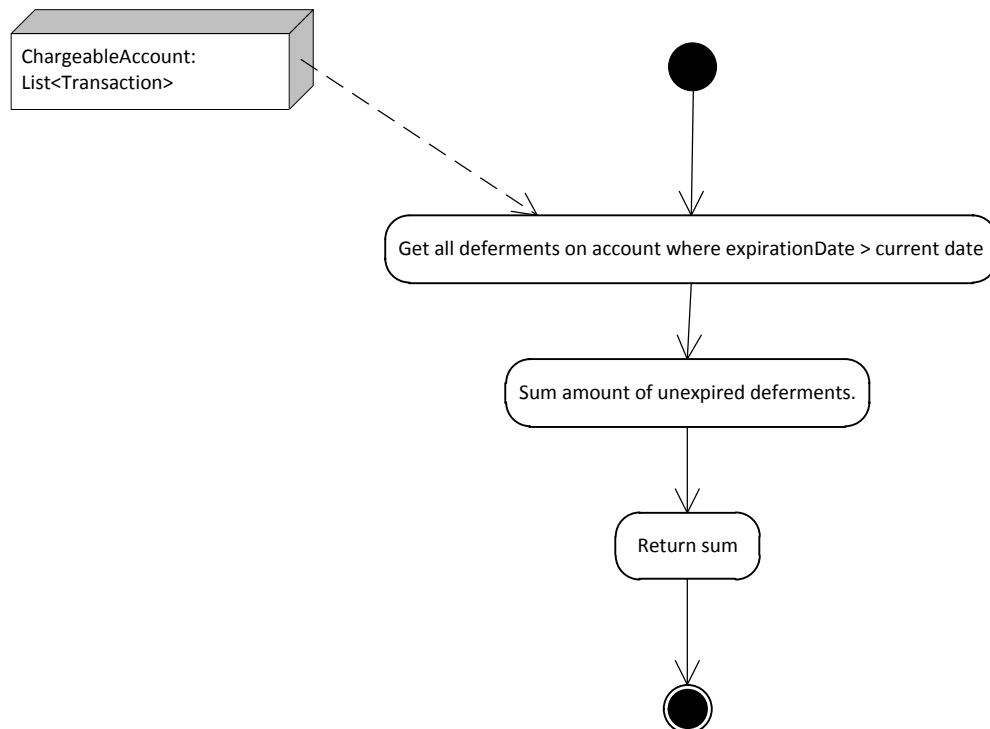 ChargeableAccount:
List<Transaction>
Get all deferments on account where expirationDate > current date
Sum amount of unexpired deferments.
Return sum